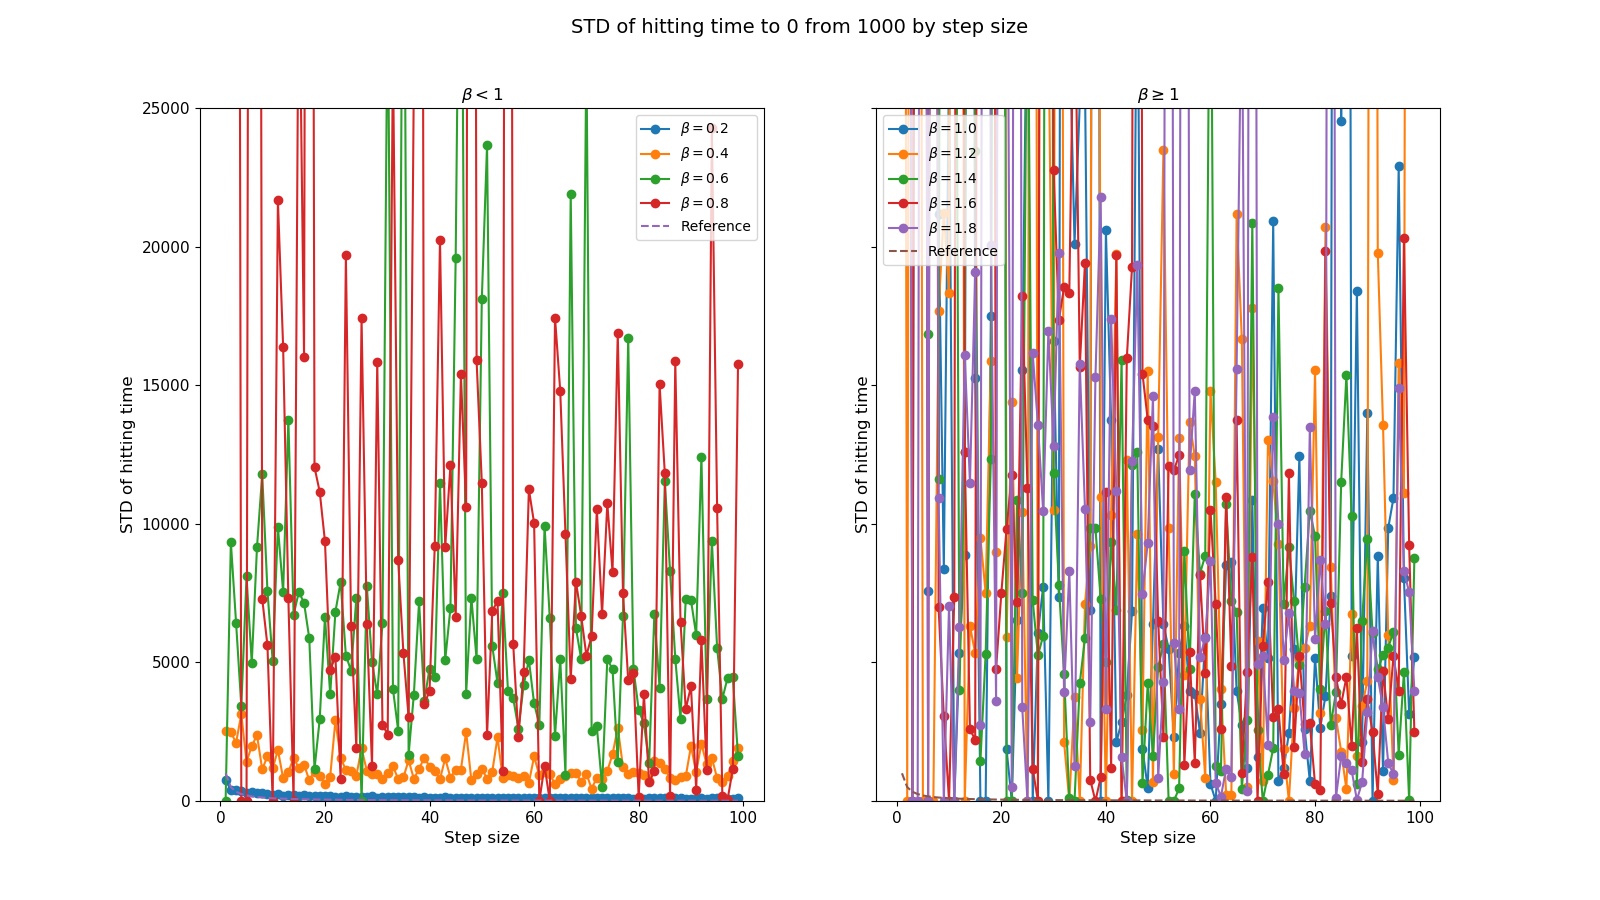 STD of hitting time to 0 from 1000 by step size
β < 1
STD of hitting time
25000
20000
15000
10000
5000
0
0 20 40 60 80 100
Step size
β = 0.2
β = 0.4
β = 0.6
β = 0.8
Reference
β ≥ 1
STD of hitting time
0 20 40 60 80 100
Step size
β = 1.0
β = 1.2
β = 1.4
β = 1.6
β = 1.8
Reference